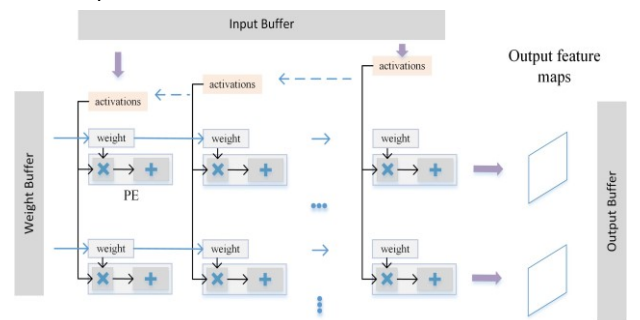 Input Buffer
Output feature
maps
activations
activations
activations
Weight Buffer
weight
weight
weight
PE
Output Buffer
weight
weight
weight